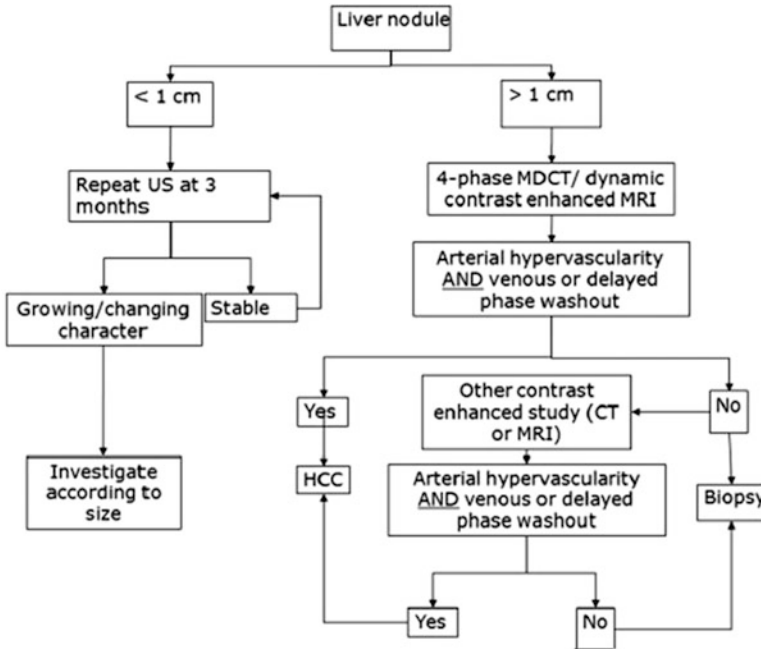 Liver nodule
< 1 cm
> 1 cm
Repeat US at 3
months
4-phase MDCT/ dynamic
contrast enhanced MRI
Arterial hypervascularity
AND venous or delayed
phase washout
Growing/changing
character
Stable
Yes
Other contrast
enhanced study (CT
or MRI)
No
Investigate
according to
size
HCC
Arterial hypervascularity
AND venous or delayed
phase washout
Biopsy
Yes
No